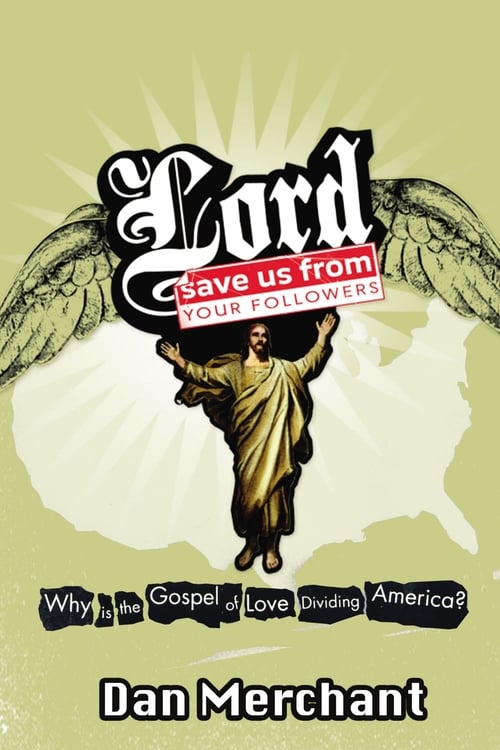 Lord
save us from
YOUR FOLLOWERS
Why is the Gospel of Love Dividing America?
Dan Merchant